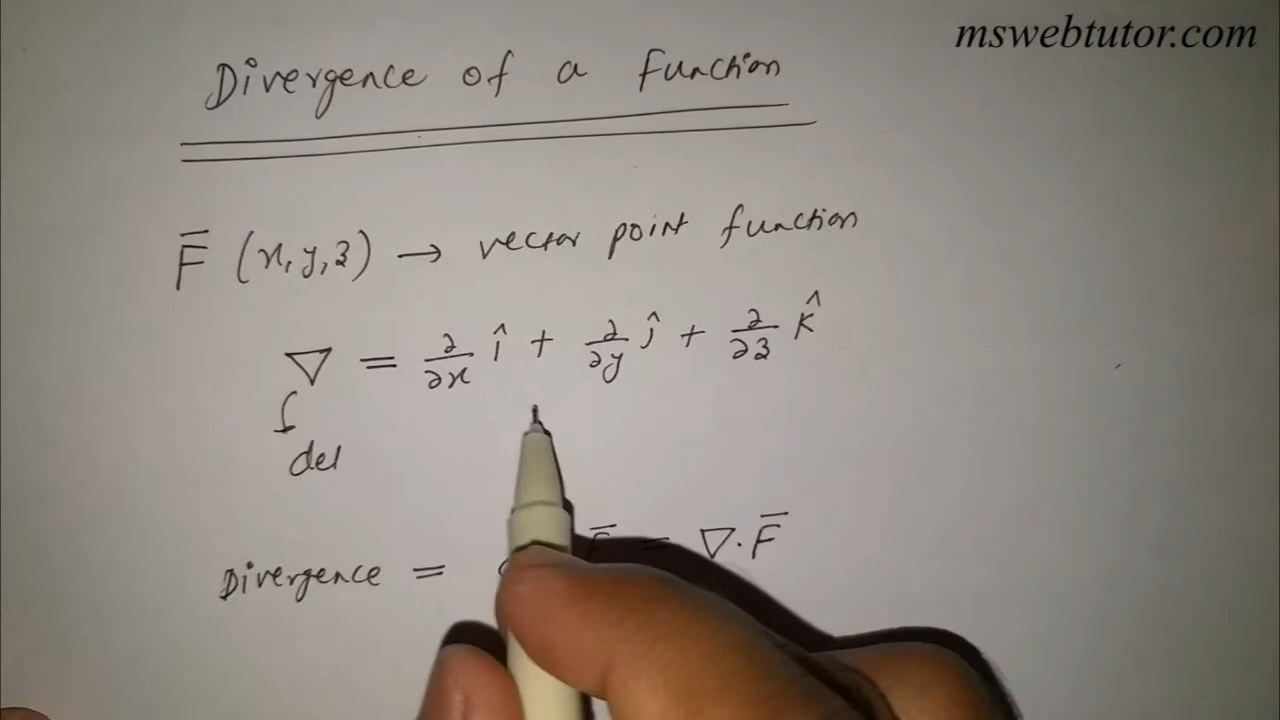 mswebtutor.com
Divergence of a function
F̅ (x, y, z) → vector point function
∇ = ∂/∂x î + ∂/∂y ĵ + ∂/∂z k̂
del
Divergence = = ∇·F̅